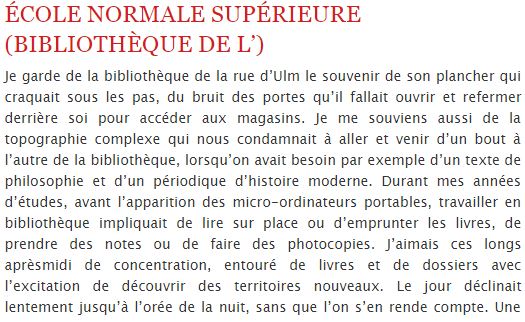 ÉCOLE NORMALE SUPÉRIEURE
(BIBLIOTHÈQUE DE L’)
Je garde de la bibliothèque de la rue d’Ulm le souvenir de son plancher qui
craquait sous les pas, du bruit des portes qu’il fallait ouvrir et refermer
derrière soi pour accéder aux magasins. Je me souviens aussi de la
topographie complexe qui nous condamnait à aller et venir d’un bout à
l’autre de la bibliothèque, lorsqu’on avait besoin par exemple d’un texte de
philosophie et d’un périodique d’histoire moderne. Durant mes années
d’études, avant l’apparition des micro-ordinateurs portables, travailler en
bibliothèque impliquait de lire sur place ou d’emprunter les livres, de
prendre des notes ou de faire des photocopies. J’aimais ces longs
aprèsmidi de concentration, entouré de livres et de dossiers avec
l’excitation de découvrir des territoires nouveaux. Le jour déclinait
lentement jusqu’à l’orée de la nuit, sans que l’on s’en rende compte. Une